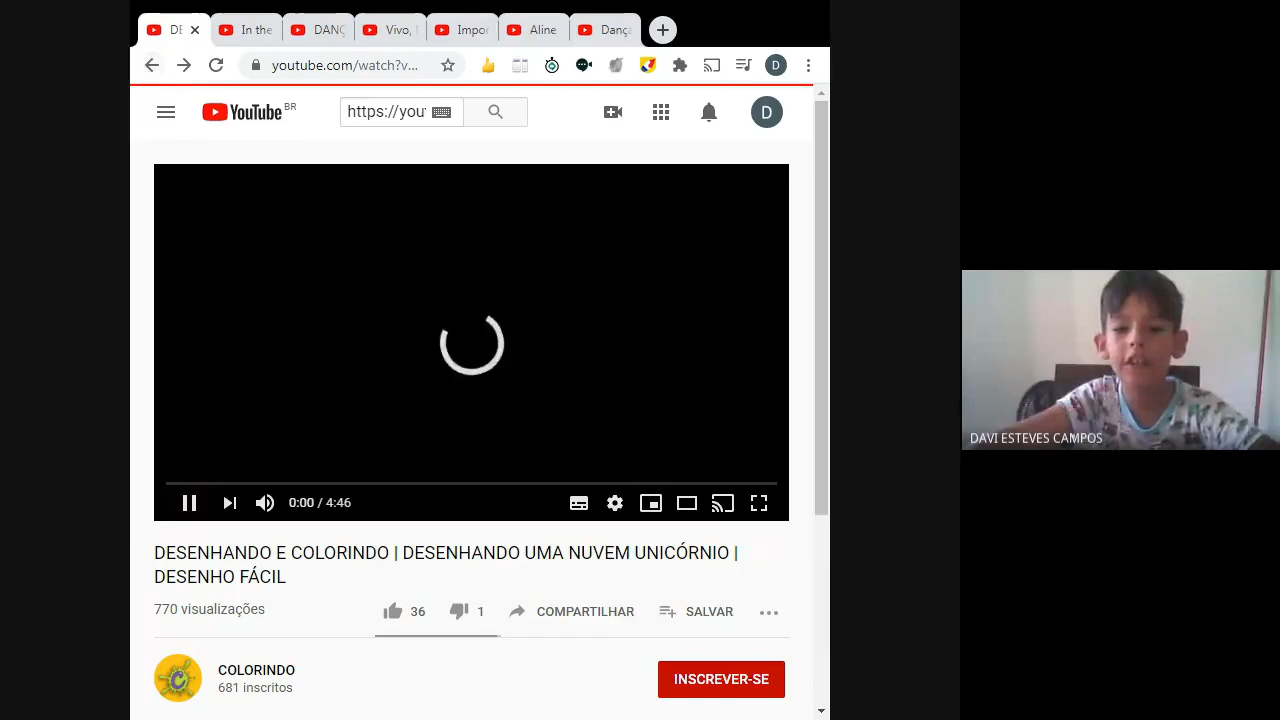 DE
In the
DANÇ
Vivo,
Impor
Aline
Dança
youtube.com/watch?v...
D
YouTube BR
https://you
D
0:00 / 4:46
DESENHANDO E COLORINDO | DESENHANDO UMA NUVEM UNICÓRNIO |
DESENHO FÁCIL
770 visualizações
36
1
COMPARTILHAR
SALVAR
COLORINDO
681 inscritos
INSCREVER-SE
DAVI ESTEVES CAMPOS